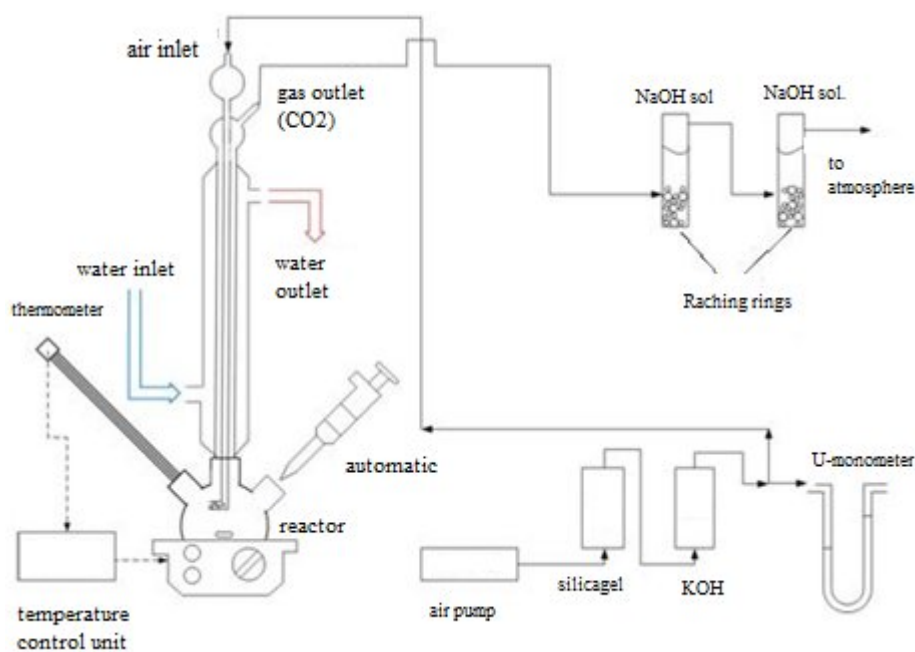 air inlet
gas outlet
(CO2)
NaOH sol
NaOH sol.
to
atmosphere
water inlet
water
outlet
Raching rings
thermometer
automatic
U-monometer
reactor
silicagel
KOH
air pump
temperature
control unit